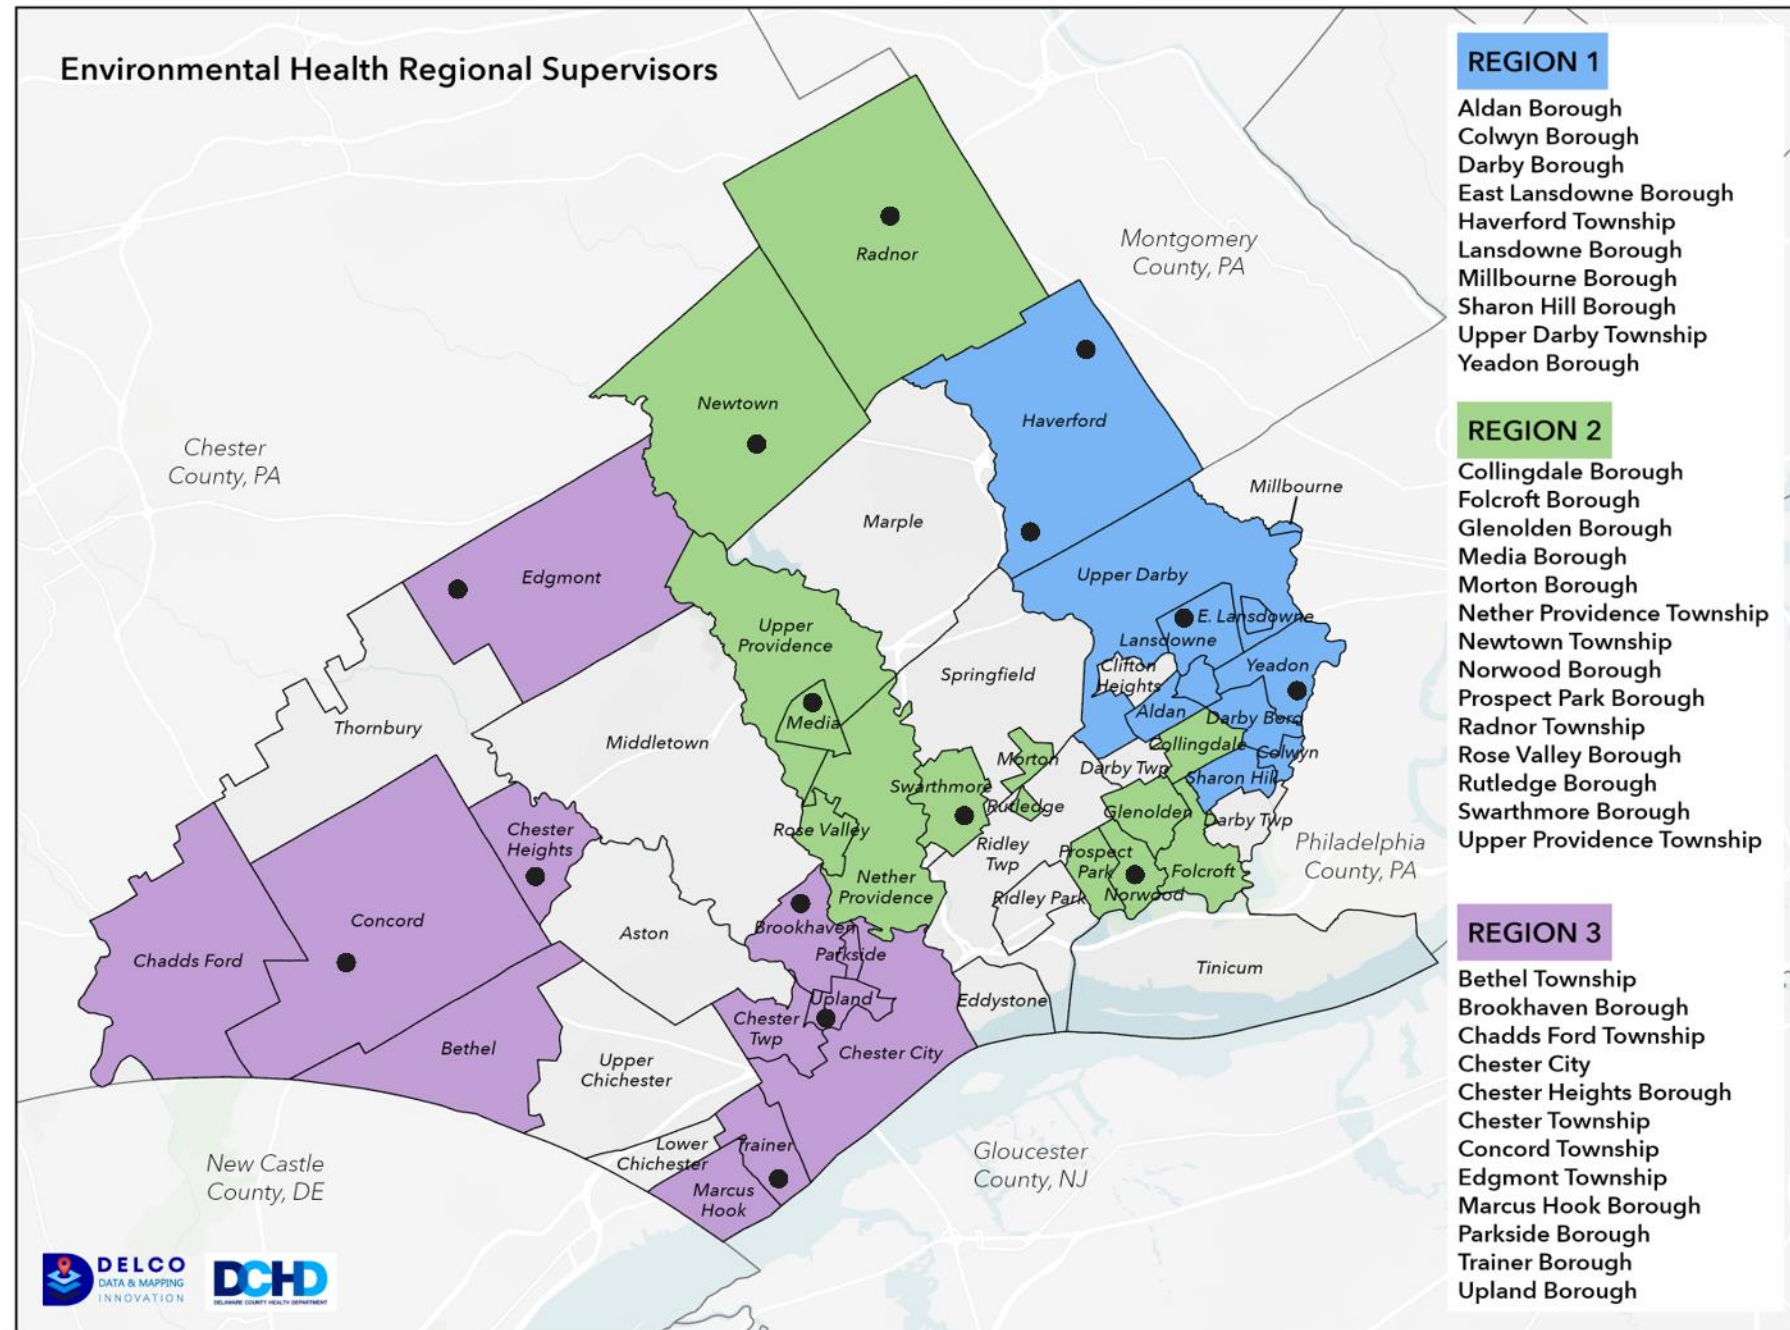 Environmental Health Regional Supervisors
Radnor
Montgomery
County, PA
Newtown
Haverford
Chester
County, PA
Millbourne
Marple
Edgmont
Upper Darby
E. Lansdowne
Upper
Providence
Lansdowne
Clifton
Heights
Yeadon
Springfield
Thornbury
Media
Aldan
Darby Boro
Middletown
Collingdale
Colwyn
Morton
Darby Twp
Sharon Hill
Swarthmore
Rutledge
Glenolden
Darby Twp
Chester
Heights
Rose Valley
Ridley
Twp
Prospect
Park
Philadelphia
County, PA
Folcroft
Nether
Providence
Ridley Park
Norwood
Concord
Brookhaven
Aston
Parkside
Chadds Ford
Tinicum
Upland
Eddystone
Chester
Twp
Bethel
Chester City
Upper
Chichester
Lower
Chichester
Trainer
Gloucester
County, NJ
New Castle
County, DE
Marcus
Hook
DELCO
DATA & MAPPING
INNOVATION
DCHD
DELAWARE COUNTY HEALTH DEPARTMENT
REGION 1
Aldan Borough
Colwyn Borough
Darby Borough
East Lansdowne Borough
Haverford Township
Lansdowne Borough
Millbourne Borough
Sharon Hill Borough
Upper Darby Township
Yeadon Borough
REGION 2
Collingdale Borough
Folcroft Borough
Glenolden Borough
Media Borough
Morton Borough
Nether Providence Township
Newtown Township
Norwood Borough
Prospect Park Borough
Radnor Township
Rose Valley Borough
Rutledge Borough
Swarthmore Borough
Upper Providence Township
REGION 3
Bethel Township
Brookhaven Borough
Chadds Ford Township
Chester City
Chester Heights Borough
Chester Township
Concord Township
Edgmont Township
Marcus Hook Borough
Parkside Borough
Trainer Borough
Upland Borough